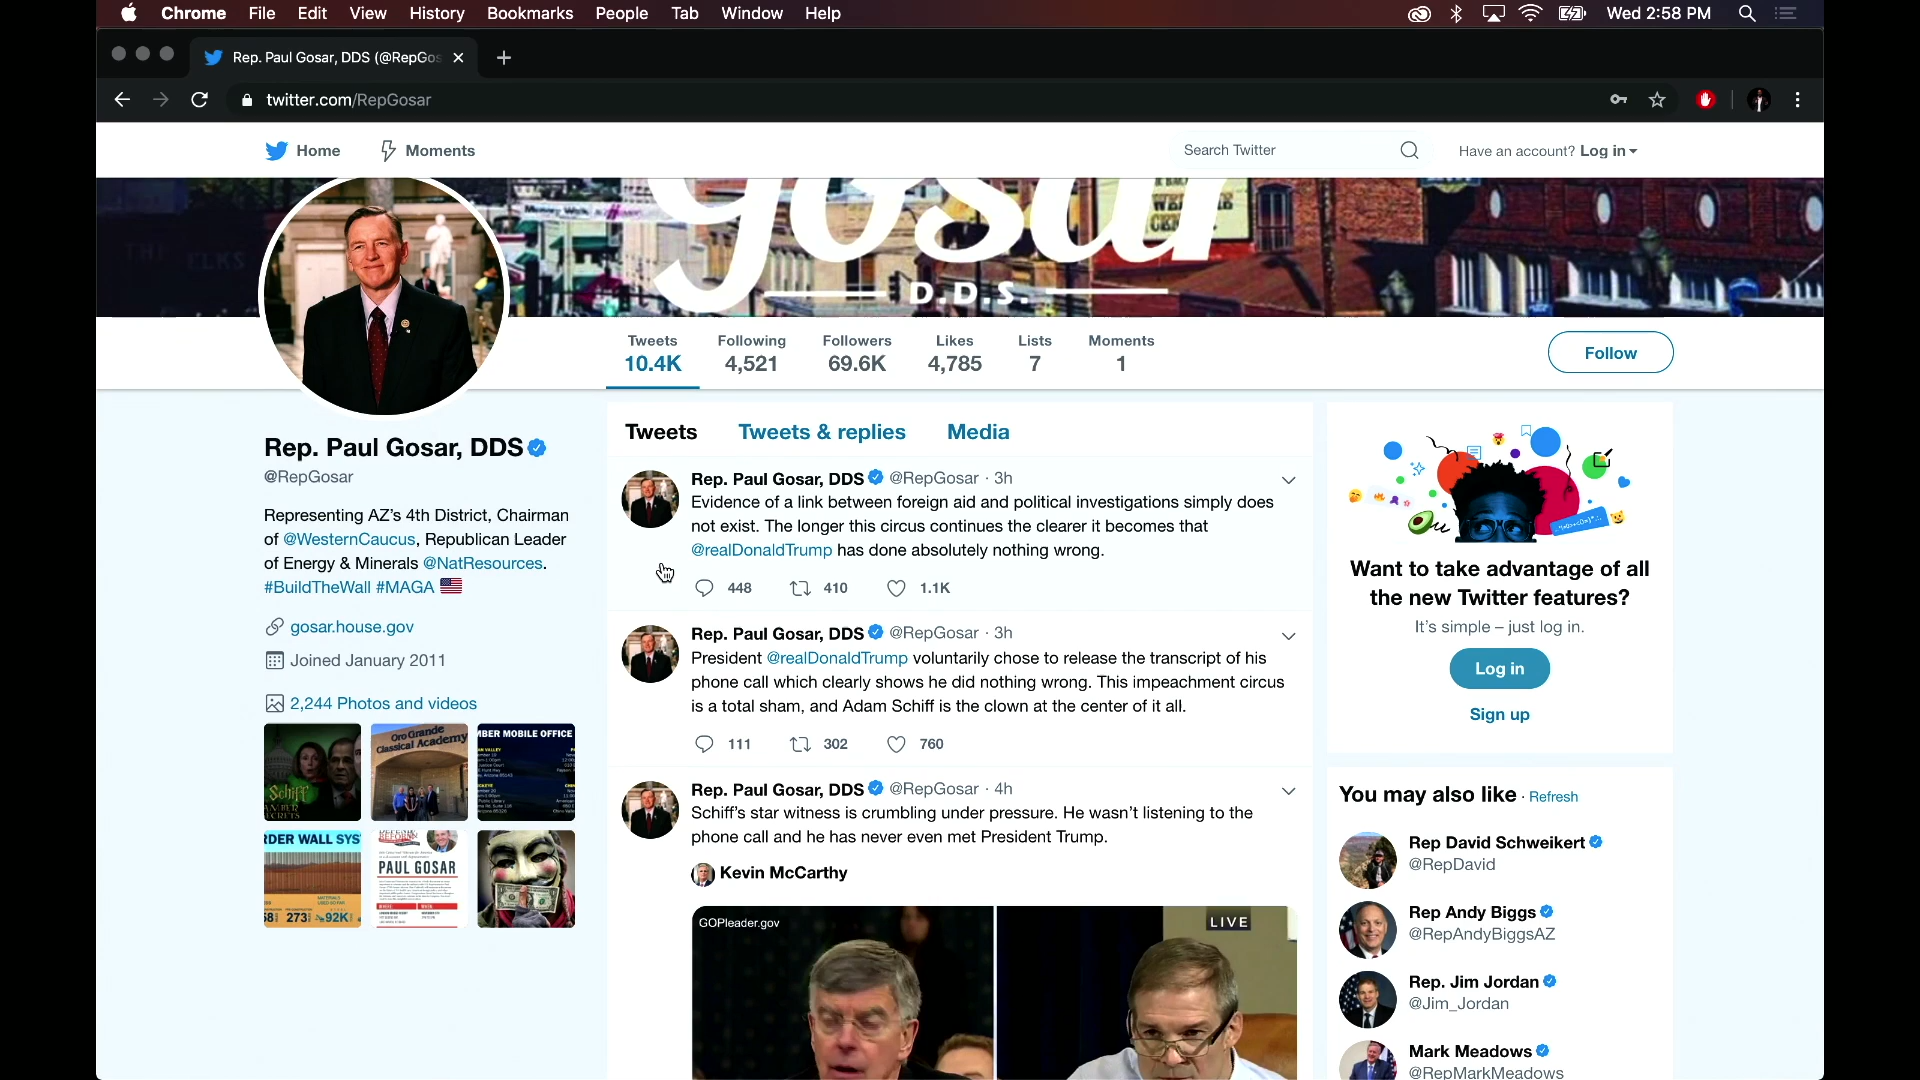 Chrome File Edit View History Bookmarks People Tab Window Help
Wed 2:58 PM
Rep. Paul Gosar, DDS (@RepGos
twitter.com/RepGosar
Home
Moments
Search Twitter
Have an account? Log in
gosar
D.D.S.
Tweets Following Followers Likes Lists Moments
10.4K 4,521 69.6K 4,785 7 1
Follow
Rep. Paul Gosar, DDS
@RepGosar
Representing AZ's 4th District, Chairman
of @WesternCaucus, Republican Leader
of Energy & Minerals @NatResources.
#BuildTheWall #MAGA
gosar.house.gov
Joined January 2011
2,244 Photos and videos
Schiff
Oro Grande
Classical Academy
MBER MOBILE OFFICE
RDER WALL SYS
273
92K
PAUL GOSAR
Tweets Tweets & replies Media
Rep. Paul Gosar, DDS @RepGosar · 3h
Evidence of a link between foreign aid and political investigations simply does
not exist. The longer this circus continues the clearer it becomes that
@realDonaldTrump has done absolutely nothing wrong.
448 410 1.1K
Rep. Paul Gosar, DDS @RepGosar · 3h
President @realDonaldTrump voluntarily chose to release the transcript of his
phone call which clearly shows he did nothing wrong. This impeachment circus
is a total sham, and Adam Schiff is the clown at the center of it all.
111 302 760
Rep. Paul Gosar, DDS @RepGosar · 4h
Schiff's star witness is crumbling under pressure. He wasn't listening to the
phone call and he has never even met President Trump.
Kevin McCarthy
GOPleader.gov
LIVE
Want to take advantage of all
the new Twitter features?
It's simple – just log in.
Log in
Sign up
You may also like · Refresh
Rep David Schweikert
@RepDavid
Rep Andy Biggs
@RepAndyBiggsAZ
Rep. Jim Jordan
@Jim_Jordan
Mark Meadows
@RepMarkMeadows